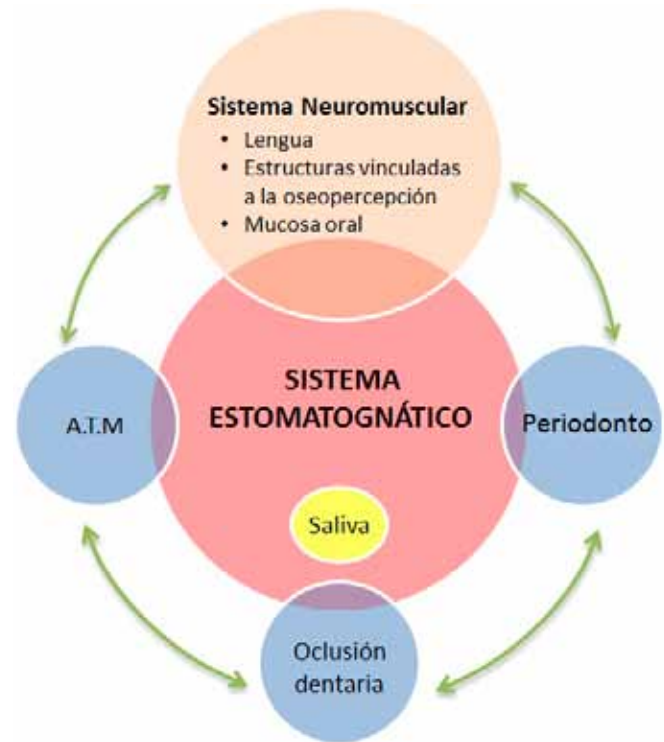 Sistema Neuromuscular
• Lengua
• Estructuras vinculadas
a la oseopercepción
• Mucosa oral
SISTEMA
ESTOMATOGNÁTICO
A.T.M
Periodonto
Saliva
Oclusión
dentaria